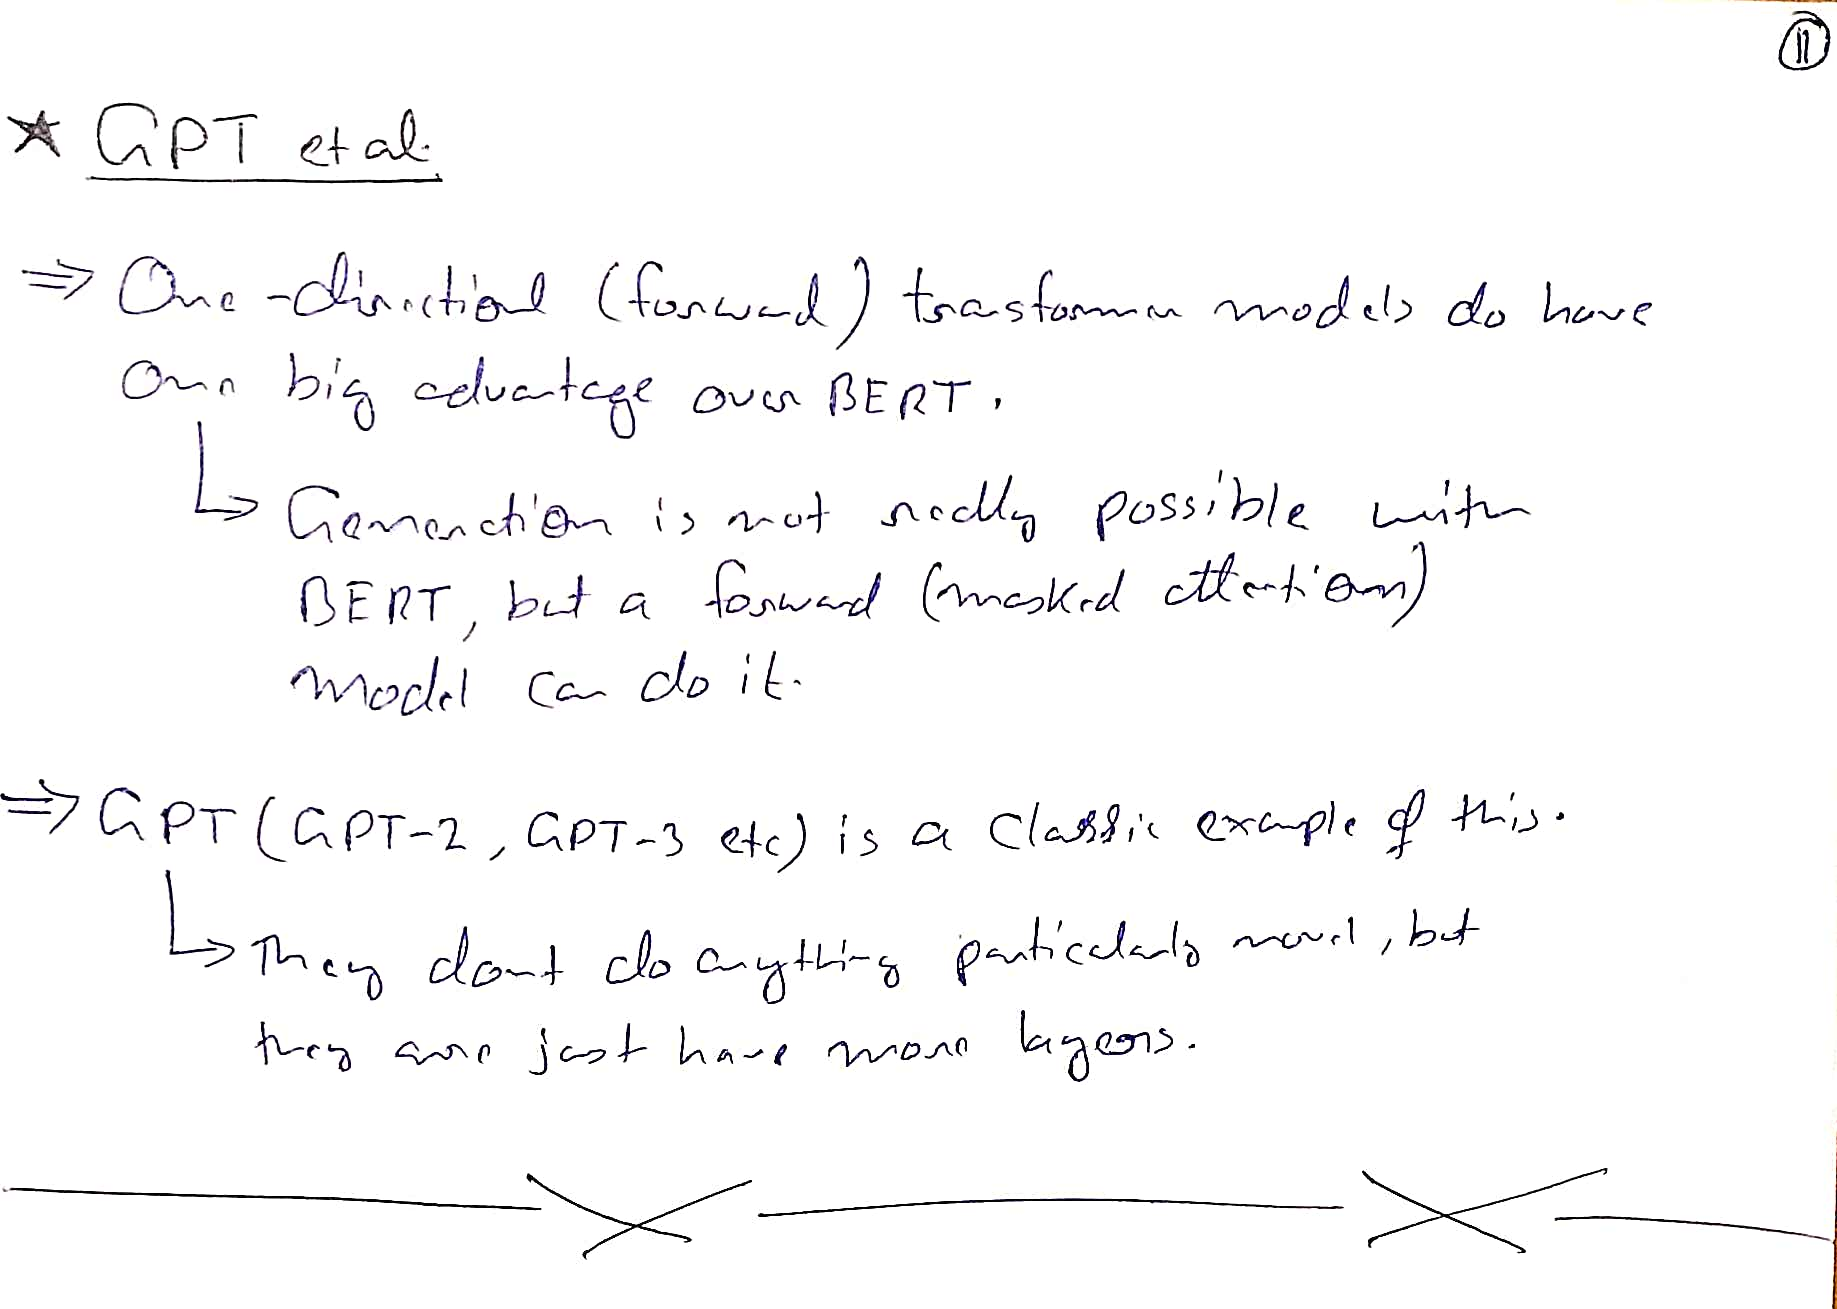 11
★ GPT et al.
⇒ One-directional (forward) transformer models do have
one big advantage over BERT.
↳ Generation is not really possible with
BERT, but a forward (masked attention)
model can do it.
⇒ GPT (GPT-2, GPT-3 etc) is a classic example of this.
↳ They dont do anything particularly novel, but
they are just have more layers.